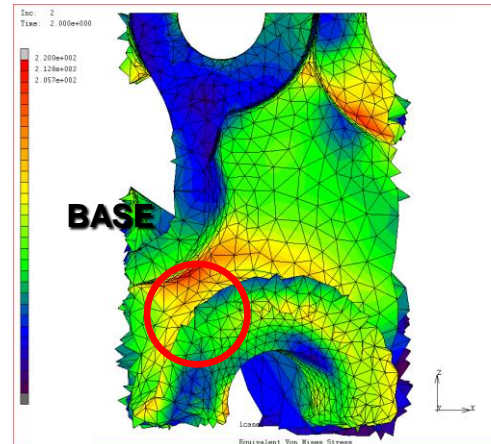 Inc: 2
Time: 2.000e+000
2.200e+002
2.128e+002
2.057e+002
BASE
Z
Y
X
lcase
Equivalent Von Mises Stress